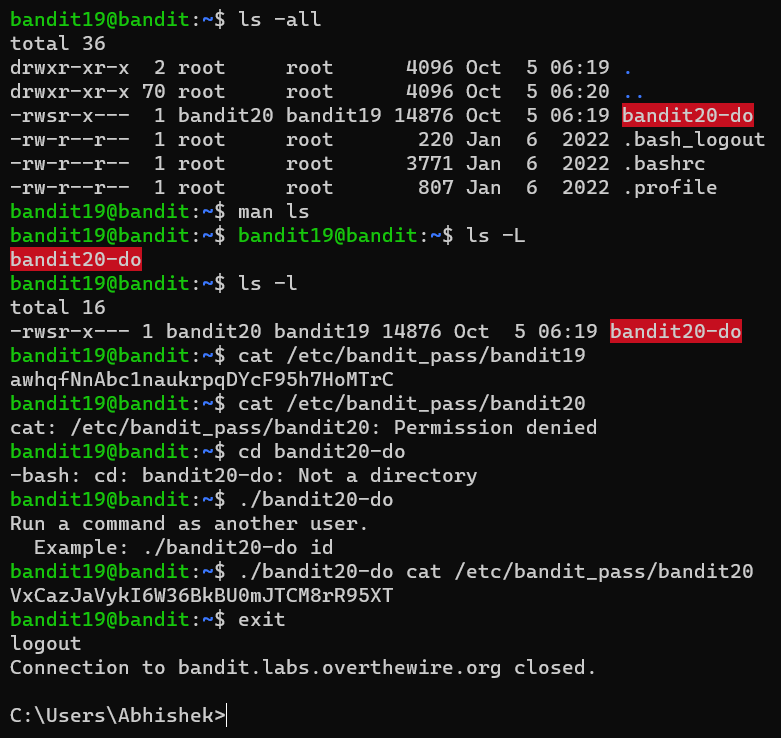 bandit19@bandit:~$ ls -all
total 36
drwxr-xr-x  2 root     root      4096 Oct  5 06:19 .
drwxr-xr-x 70 root     root      4096 Oct  5 06:20 ..
-rwsr-x---  1 bandit20 bandit19 14876 Oct  5 06:19 bandit20-do
-rw-r--r--  1 root     root       220 Jan  6  2022 .bash_logout
-rw-r--r--  1 root     root      3771 Jan  6  2022 .bashrc
-rw-r--r--  1 root     root       807 Jan  6  2022 .profile
bandit19@bandit:~$ man ls
bandit19@bandit:~$ bandit19@bandit:~$ ls -L
bandit20-do
bandit19@bandit:~$ ls -l
total 16
-rwsr-x--- 1 bandit20 bandit19 14876 Oct  5 06:19 bandit20-do
bandit19@bandit:~$ cat /etc/bandit_pass/bandit19
awhqfNnAbc1naukrpqDYcF95h7HoMTrC
bandit19@bandit:~$ cat /etc/bandit_pass/bandit20
cat: /etc/bandit_pass/bandit20: Permission denied
bandit19@bandit:~$ cd bandit20-do
-bash: cd: bandit20-do: Not a directory
bandit19@bandit:~$ ./bandit20-do
Run a command as another user.
  Example: ./bandit20-do id
bandit19@bandit:~$ ./bandit20-do cat /etc/bandit_pass/bandit20
VxCazJaVykI6W36BkBU0mJTCM8rR95XT
bandit19@bandit:~$ exit
logout
Connection to bandit.labs.overthewire.org closed.

C:\Users\Abhishek>